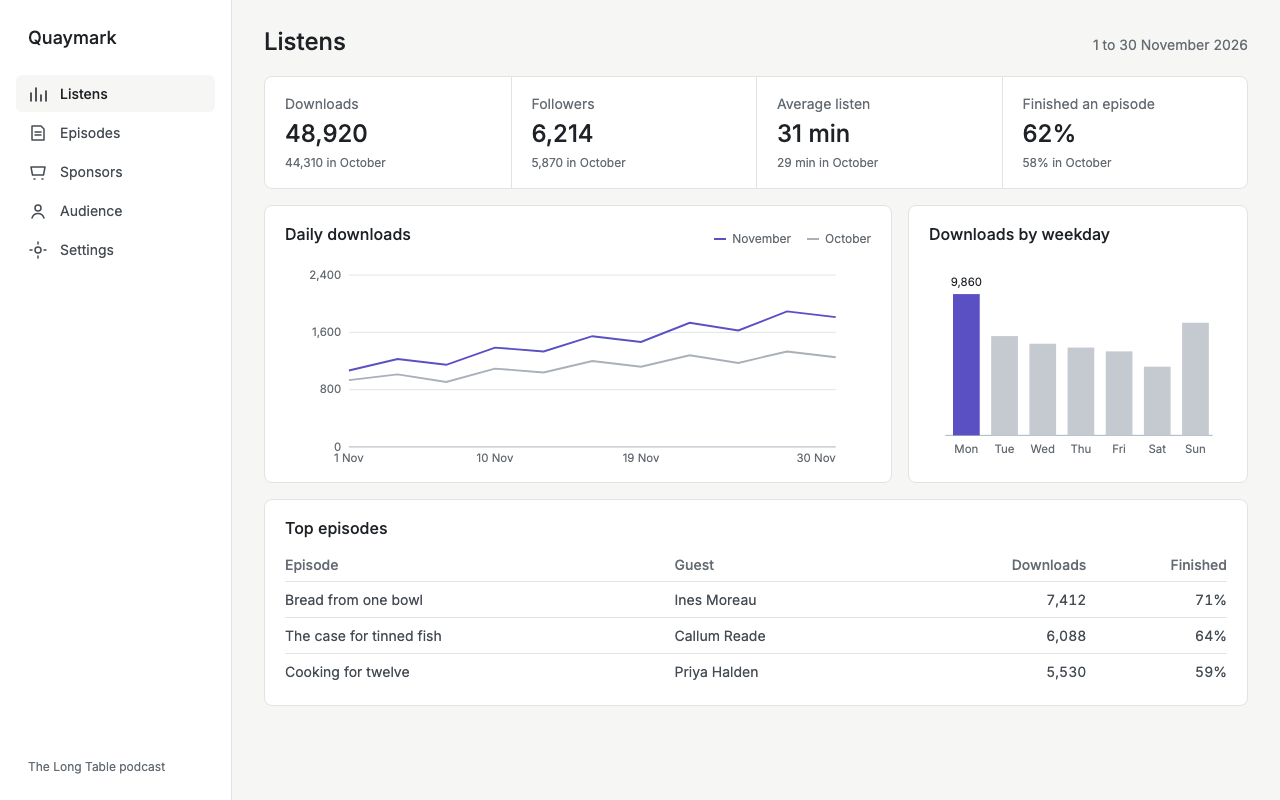 Quaymark
Listens
Episodes
Sponsors
Audience
Settings
The Long Table podcast
Listens
1 to 30 November 2026
Downloads
48,920
44,310 in October
Followers
6,214
5,870 in October
Average listen
31 min
29 min in October
Finished an episode
62%
58% in October
Daily downloads
November
October
2,400
1,600
800
0
1 Nov
10 Nov
19 Nov
30 Nov
Downloads by weekday
9,860
Mon Tue Wed Thu Fri Sat Sun
Top episodes
Episode Guest Downloads Finished
Bread from one bowl Ines Moreau 7,412 71%
The case for tinned fish Callum Reade 6,088 64%
Cooking for twelve Priya Halden 5,530 59%